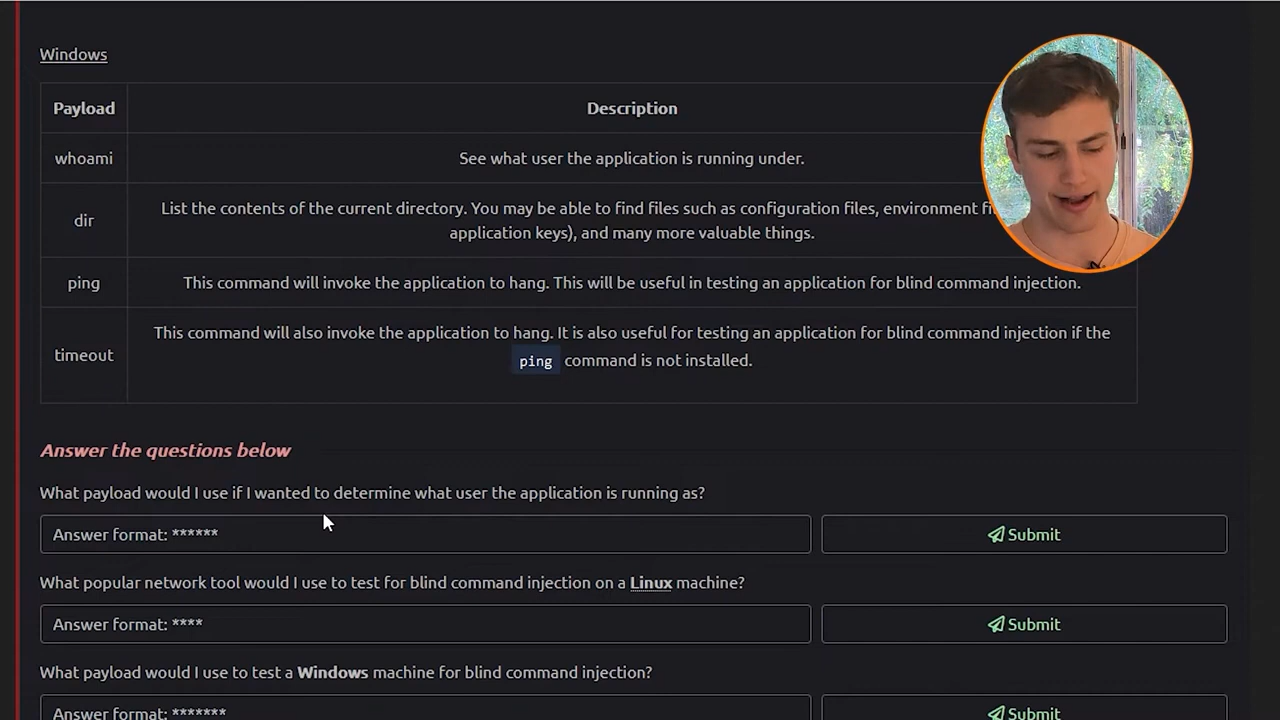 Windows
Payload
Description
whoami
See what user the application is running under.
dir
List the contents of the current directory. You may be able to find files such as configuration files, environment
application keys), and many more valuable things.
ping
This command will invoke the application to hang. This will be useful in testing an application for blind command injection.
timeout
This command will also invoke the application to hang. It is also useful for testing an application for blind command injection if the
ping command is not installed.
Answer the questions below
What payload would I use if I wanted to determine what user the application is running as?
Answer format: ******
Submit
What popular network tool would I use to test for blind command injection on a Linux machine?
Answer format: ****
Submit
What payload would I use to test a Windows machine for blind command injection?
Answer format: *******
Submit